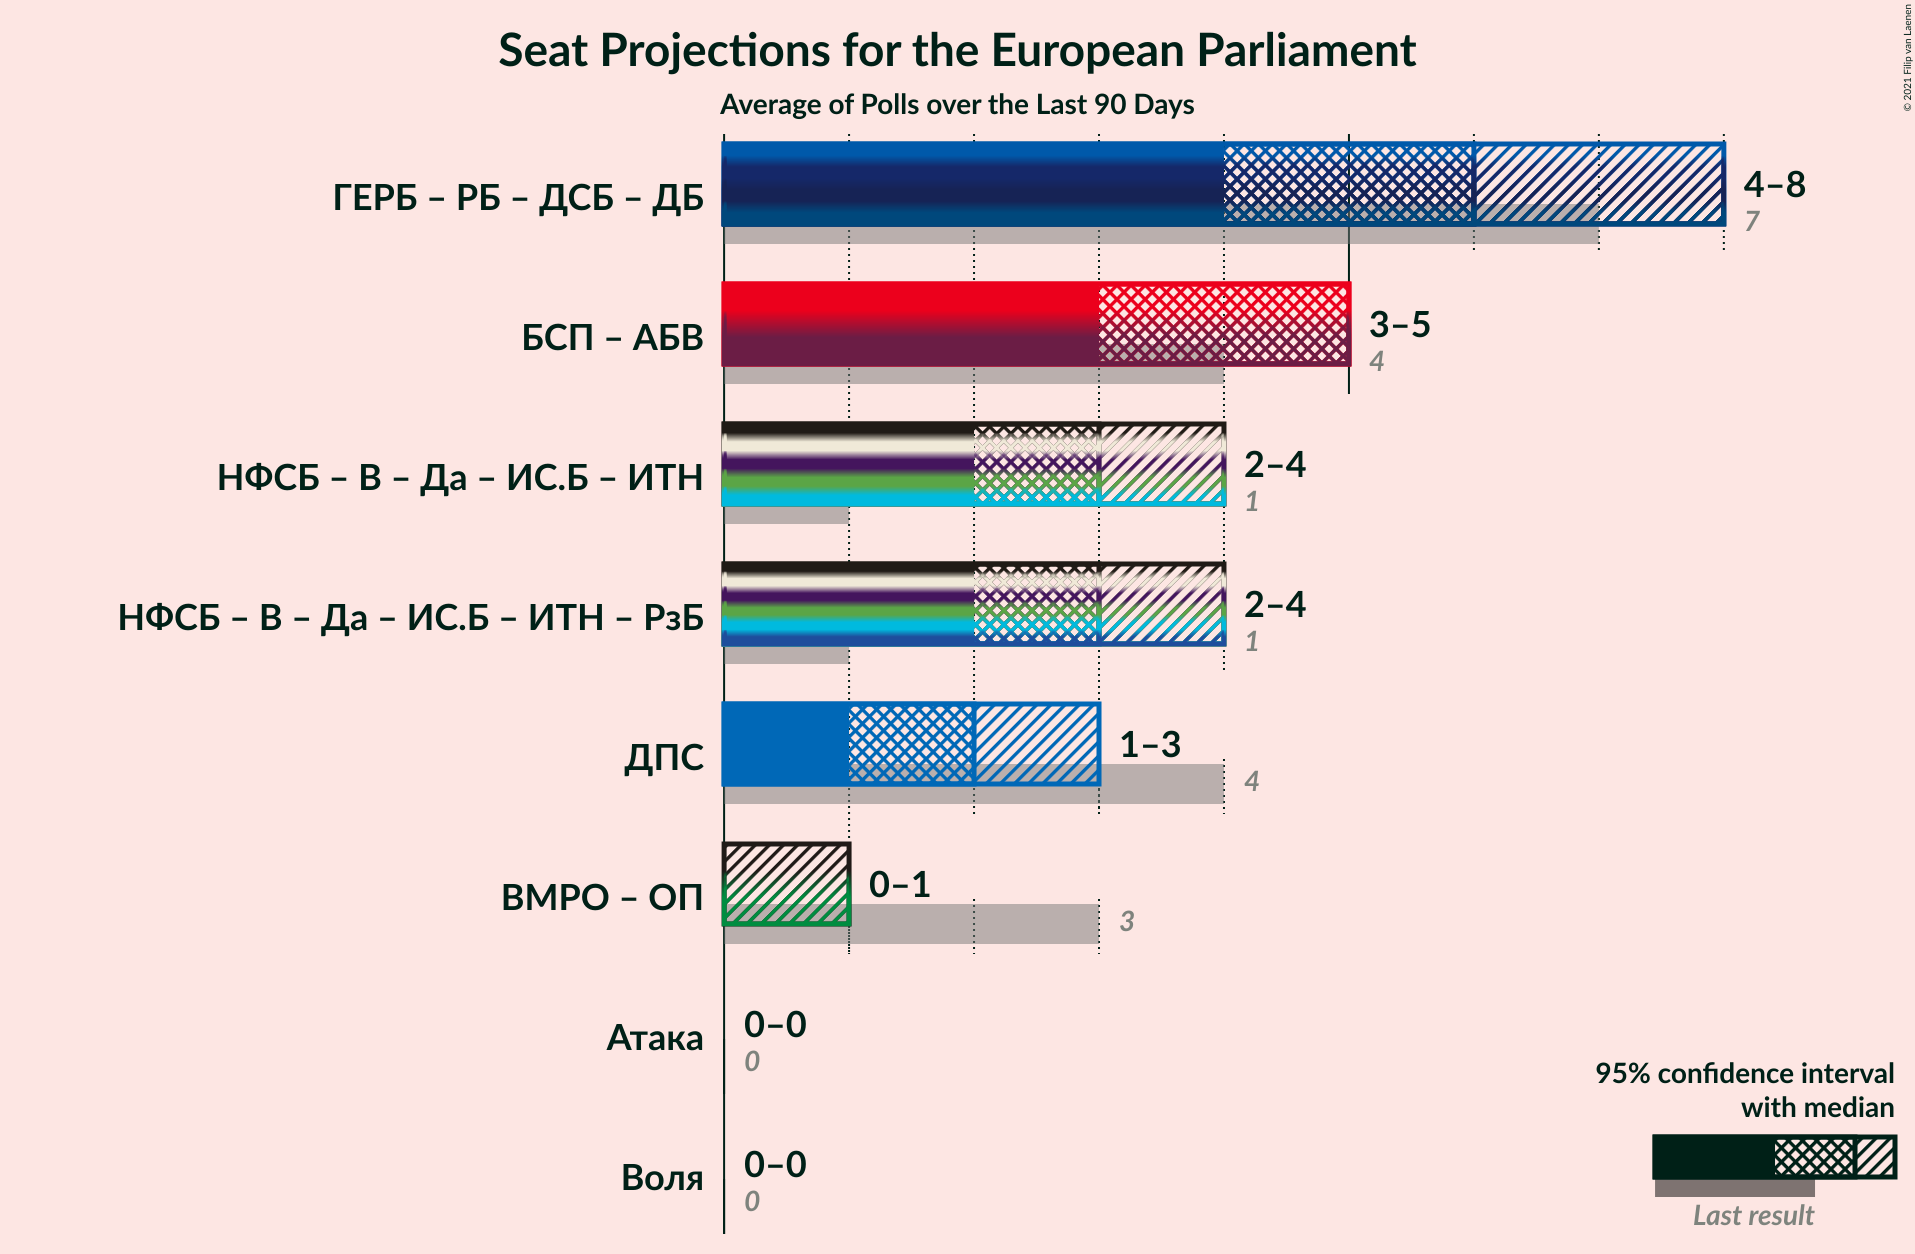 Seat Projections for the European Parliament
Average of Polls over the Last 90 Days
© 2021 Filip van Laenen
ГЕРБ – РБ – ДСБ – ДБ
4–8
7
БСП – АБВ
3–5
4
НФСБ – В – Да – ИС.Б – ИТН
2–4
1
НФСБ – В – Да – ИС.Б – ИТН – РзБ
2–4
1
ДПС
1–3
4
ВМРО – ОП
0–1
3
Атака
0–0
0
Воля
0–0
0
95% confidence interval
with median
Last result